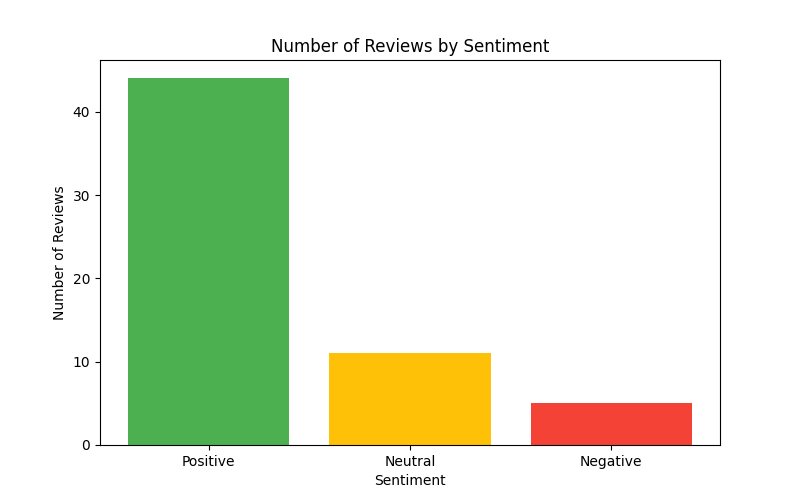 Number of Reviews by Sentiment
Number of Reviews
40
30
20
10
0
Positive Neutral Negative
Sentiment